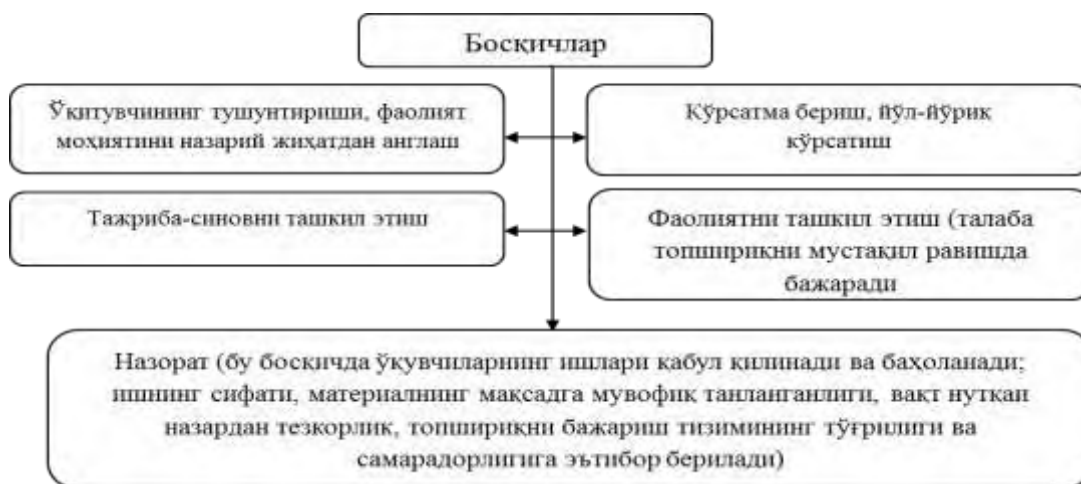 Босқичлар
Ўқитувчининг тушунтириши, фаолият
моҳиятини назарий жиҳатдан англаш
Кўрсатма бериш, йўл-йўриқ
кўрсатиш
Тажриба-синовни ташкил этиш
Фаолиятни ташкил этиш (талаба
топшириқни мустақил равишда
бажаради
Назорат (бу босқичда ўқувчиларнинг ишлари қабул қилинади ва баҳоланади;
ишнинг сифати, материалнинг мақсадга мувофиқ танланганлиги, вақт нутқаи
назардан тезкорлик, топшириқни бажариш тизимининг тўғрилиги ва
самарадорлигига эътибор берилади)